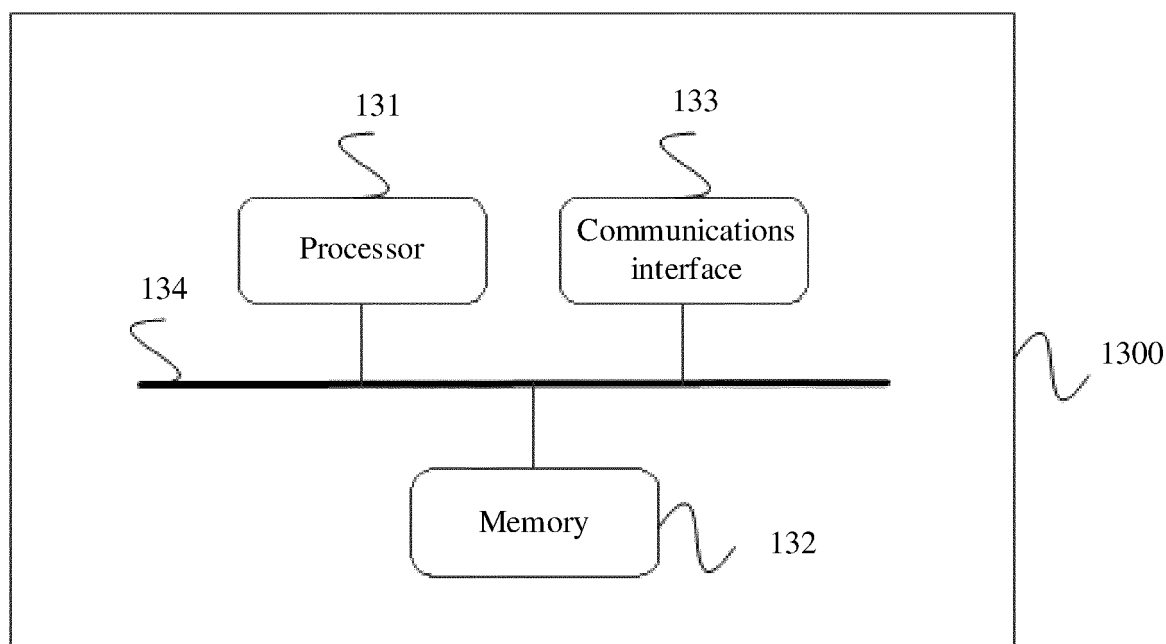 131
133
Processor
Communications
interface
134
1300
Memory
132